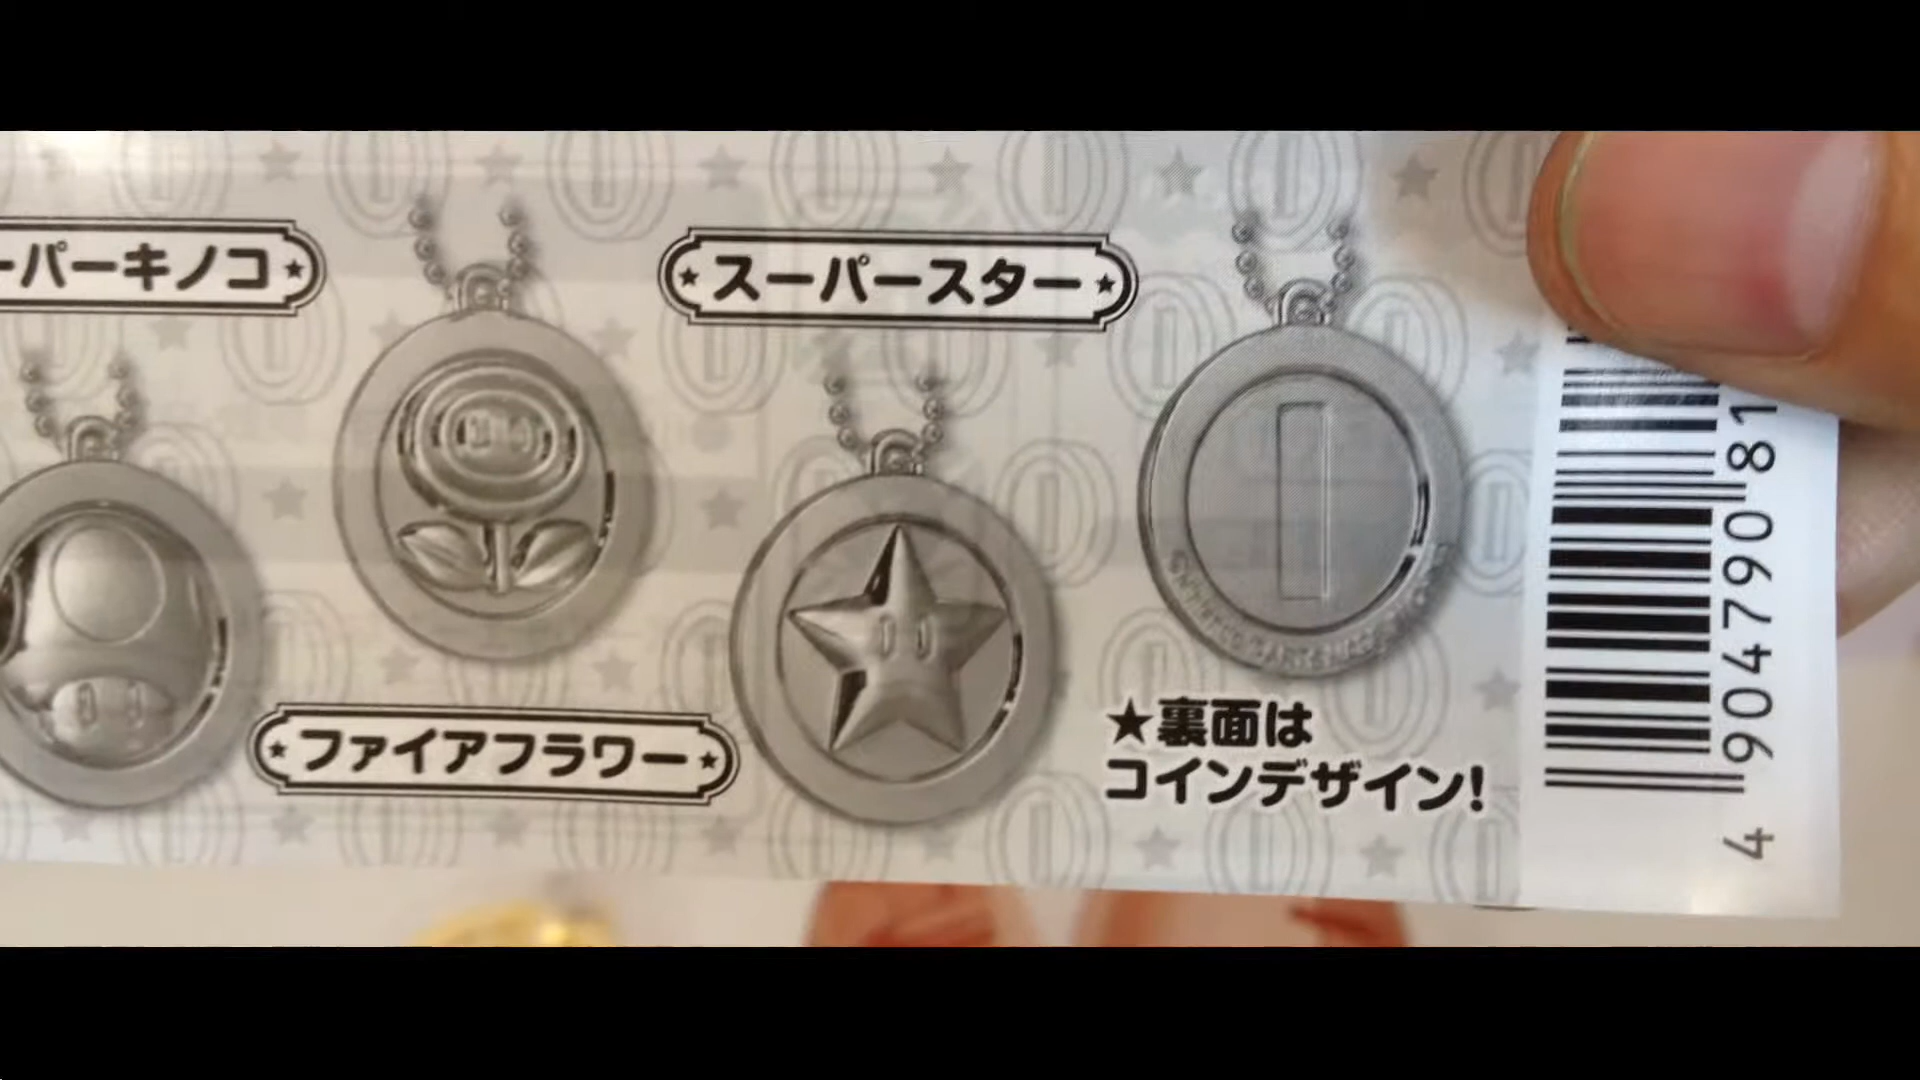 ーパーキノコ
スーパースター
ファイアフラワー
★裏面は
コインデザイン!
4 904790 81